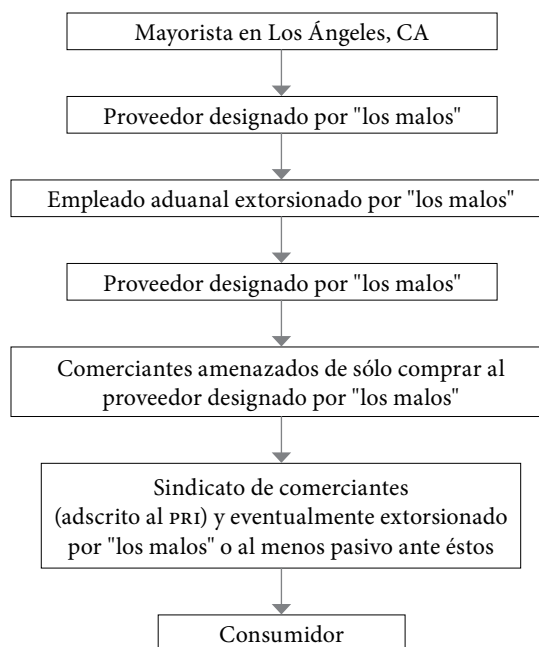 Mayorista en Los Ángeles, CA
Proveedor designado por "los malos"
Empleado aduanal extorsionado por "los malos"
Proveedor designado por "los malos"
Comerciantes amenazados de sólo comprar al
proveedor designado por "los malos"
Sindicato de comerciantes
(adscrito al PRI) y eventualmente extorsionado
por "los malos" o al menos pasivo ante éstos
Consumidor